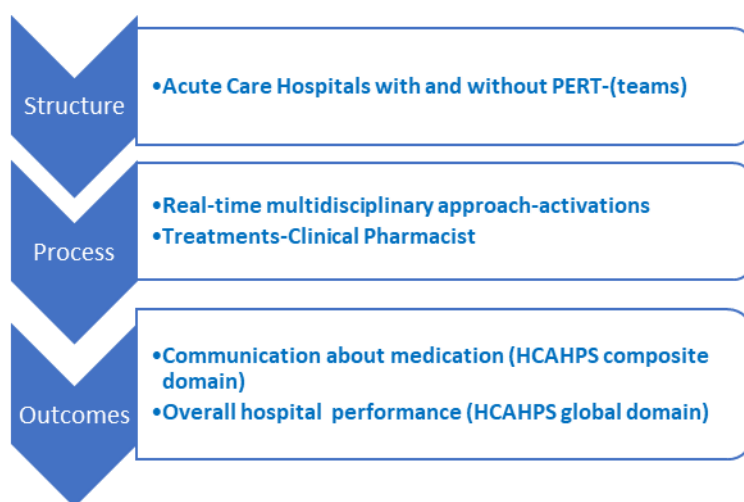 Structure
•Acute Care Hospitals with and without PERT-(teams)
Process
•Real-time multidisciplinary approach-activations
•Treatments-Clinical Pharmacist
Outcomes
•Communication about medication (HCAHPS composite
domain)
•Overall hospital  performance (HCAHPS global domain)